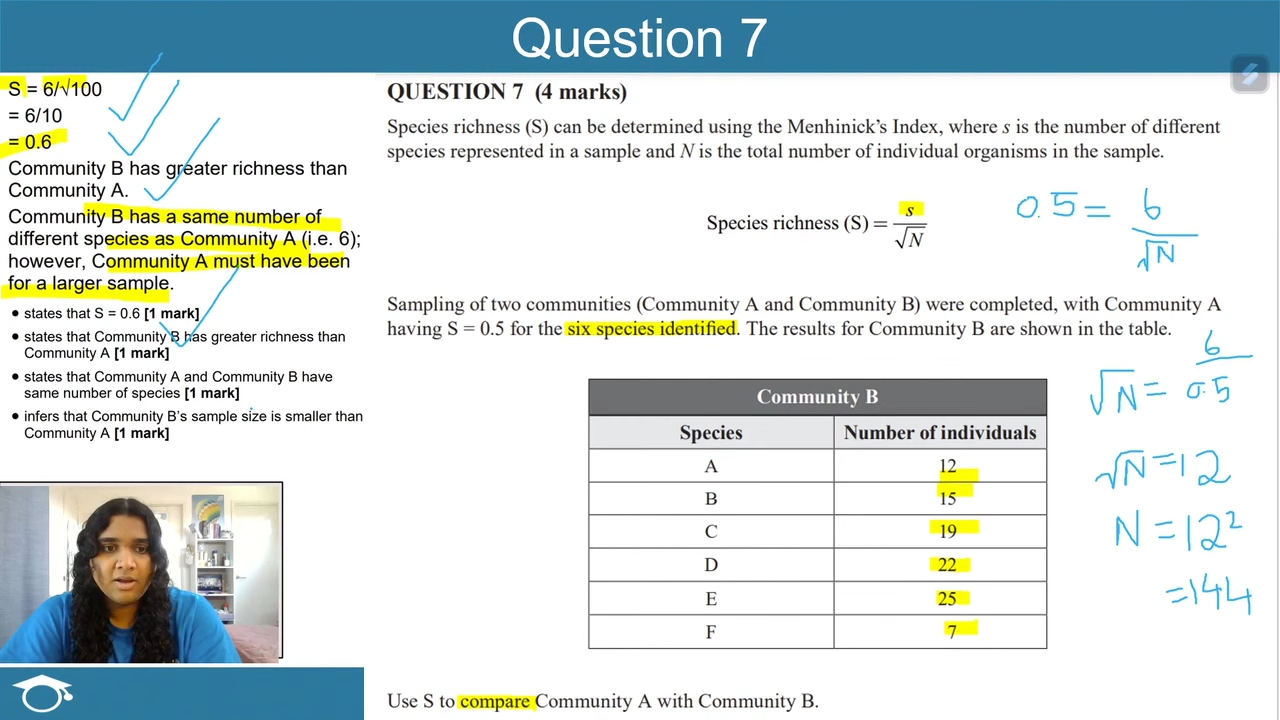 Question 7
S = 6/√100
= 6/10
= 0.6
Community B has greater richness than
Community A.
Community B has a same number of
different species as Community A (i.e. 6);
however, Community A must have been
for a larger sample.
• states that S = 0.6 [1 mark]
• states that Community B has greater richness than
Community A [1 mark]
• states that Community A and Community B have
same number of species [1 mark]
• infers that Community B's sample size is smaller than
Community A [1 mark]
QUESTION 7 (4 marks)
Species richness (S) can be determined using the Menhinick's Index, where s is the number of different
species represented in a sample and N is the total number of individual organisms in the sample.
Species richness (S) = s/√N
Sampling of two communities (Community A and Community B) were completed, with Community A
having S = 0.5 for the six species identified. The results for Community B are shown in the table.
Community B
Species Number of individuals
A 12
B 15
C 19
D 22
E 25
F 7
Use S to compare Community A with Community B.
0.5 = 6/√N
√N = 6/0.5
√N = 12
N = 12²
= 144